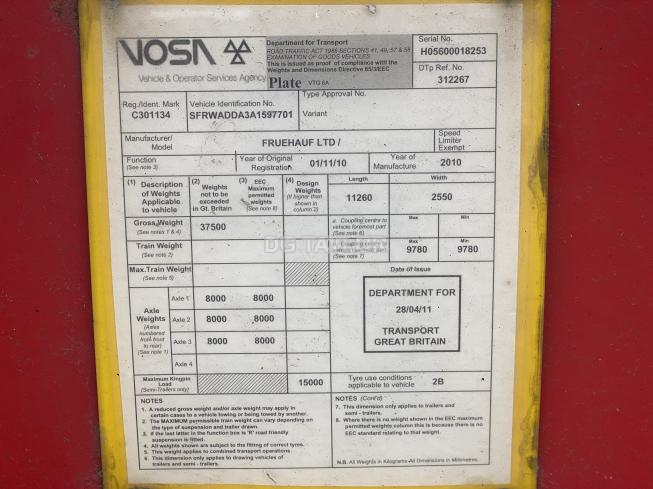 VOSA
Vehicle & Operator Services Agency
Department for Transport
ROAD TRAFFIC ACT 1988 SECTIONS 41, 49, 57 & 58
EXAMINATION OF GOODS VEHICLES
This is issued as proof of compliance with the
Weights and Dimensions Directive 85/3/EEC
Plate VTG 6A
Serial No.
H05600018253
DTp Ref. No.
312267
Reg./Ident. Mark
C301134
Vehicle Identification No.
SFRWADDA3A1597701
Type Approval No.
Variant
Manufacturer/
Model
FRUEHAUF LTD /
Speed
Limiter
Exempt
Function
(See note 3)
Year of Original
Registration
01/11/10
Year of
Manufacture
2010
(1) Description
of Weights
Applicable
to vehicle
(2) Weights
not to be
exceeded
in Gt. Britain
(3) EEC
Maximum
permitted
weights
(See note 8)
(4) Design
Weights
(if higher than
shown in
column 2)
Length
Width
11260
2550
Gross Weight
(See notes 1 & 4)
37500
a. Coupling centre to
vehicle foremost part
(See note 6)
Max
Min
Train Weight
(See note 2)
Coupling centre to
vehicle rearmost part
(See note 7)
Max
Min
9780
9780
Max.Train Weight
(See note 5)
Date of Issue
DEPARTMENT FOR
28/04/11
TRANSPORT
GREAT BRITAIN
Axle
Weights
(Axles
numbered
from front
to rear)
(See note 1)
Axle 1 8000 8000
Axle 2 8000 8000
Axle 3 8000 8000
Axle 4
Maximum Kingpin
Load
(Semi-Trailers only)
15000
Tyre use conditions
applicable to vehicle
2B
NOTES
1. A reduced gross weight and/or axle weight may apply in
certain cases to a vehicle towing or being towed by another.
2. The MAXIMUM permissible train weight can vary depending on
the type of suspension and trailer drawn.
3. If the last letter in the function box is 'R' road friendly
suspension is fitted.
4. All weights shown are subject to the fitting of correct tyres.
5. This weight applies to combined transport operations.
6. This dimension only applies to drawing vehicles of
trailers and semi - trailers.
NOTES (Cont'd)
7. This dimension only applies to trailers and
semi - trailers.
8. Where there is no weight shown in the EEC maximum
permitted weights column this is because there is no
EEC standard relating to that weight.
N.B. All Weights in Kilograms-All Dimensions in Millimetres.